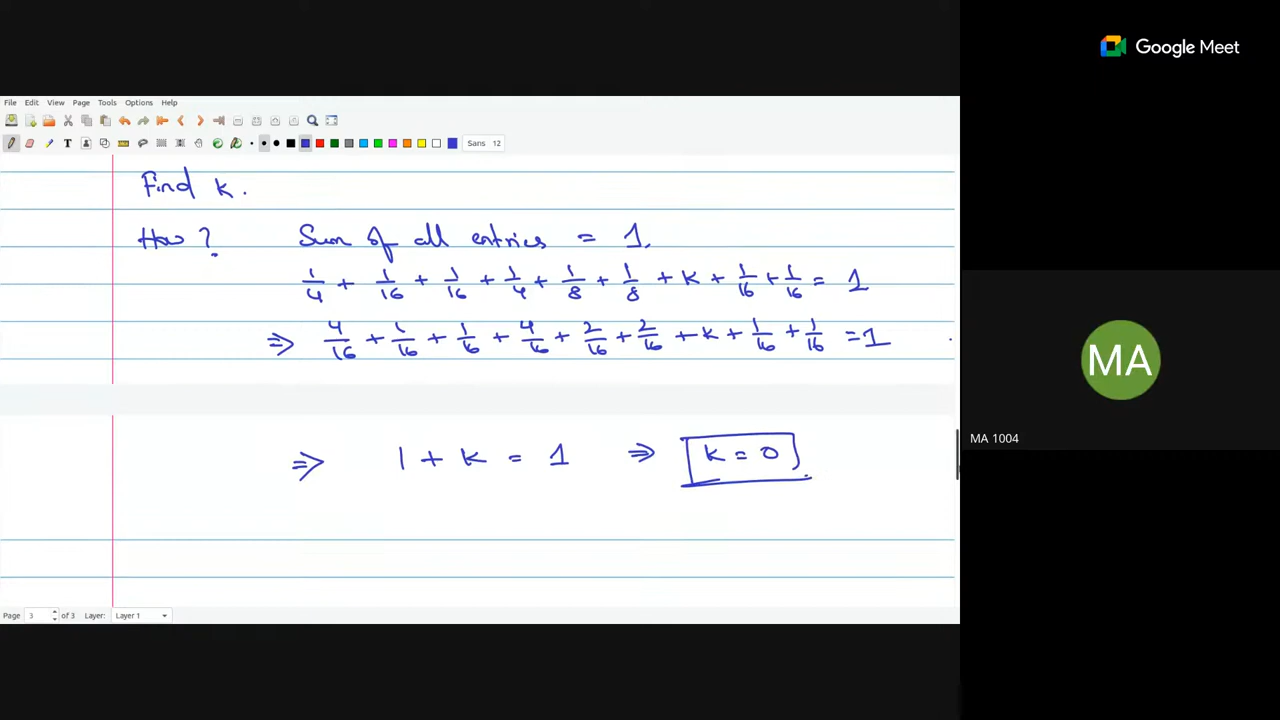 Google Meet
File Edit View Page Tools Options Help
Sans 12
Find k.
How? Sum of all entries = 1.
1/4 + 1/16 + 1/16 + 1/4 + 1/8 + 1/8 + k + 1/16 + 1/16 = 1
⇒ 4/16 + 1/16 + 1/16 + 4/16 + 2/16 + 2/16 + k + 1/16 + 1/16 = 1
⇒ 1 + k = 1 ⇒ k = 0
MA
MA 1004
Page 3 of 3 Layer: Layer 1